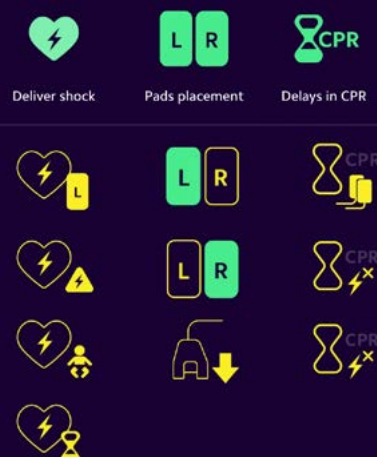 L R CPR
Deliver shock Pads placement Delays in CPR
L L R CPR
L R CPR
CPR